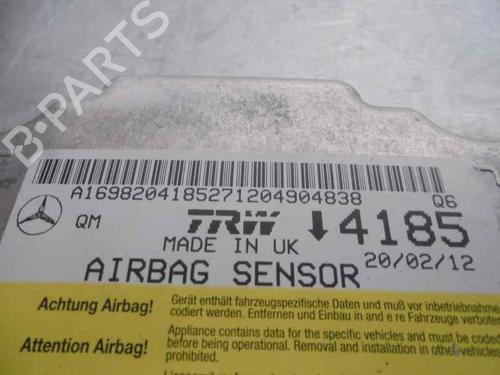 B-PARTS
A1698204185271204904838 Q6
QM TRW 4185
MADE IN UK 20/02/12
AIRBAG SENSOR
Achtung Airbag! Gerät enthält fahrzeugspezifische Daten und muß vor Inbetriebnahme
codiert werden. Entfernen und Einbau in and e re Fahrzeuge verboten
Attention Airbag! Appliance contains data for the specific vehicles and must be coded
before being operational. Removal and installation in other vehicles
prohibited.